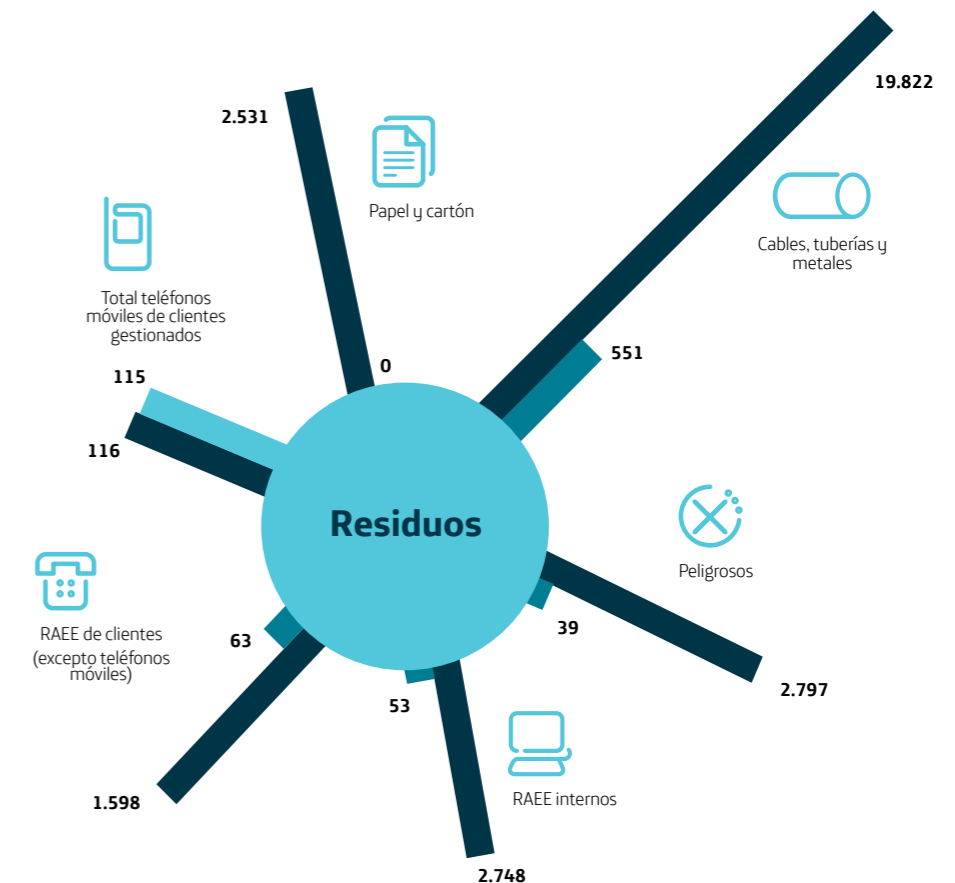 19.822
2.531
Papel y cartón
Cables, tuberías y
metales
Total teléfonos
móviles de clientes
gestionados
0
551
115
116
Residuos
Peligrosos
39
RAEE de clientes
(excepto teléfonos
móviles)
63
2.797
53
RAEE internos
1.598
2.748